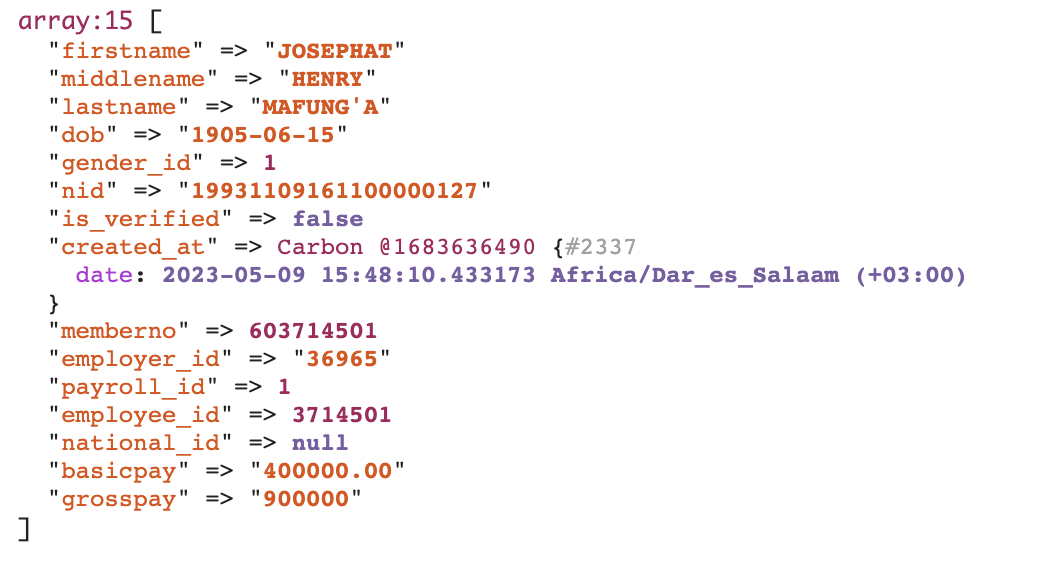 array:15 [
"firstname" => "JOSEPHAT"
"middlename" => "HENRY"
"lastname" => "MAFUNG'A"
"dob" => "1905-06-15"
"gender_id" => 1
"nid" => "19931109161100000127"
"is_verified" => false
"created_at" => Carbon @1683636490 {#2337
date: 2023-05-09 15:48:10.433173 Africa/Dar_es_Salaam (+03:00)
}
"memberno" => 603714501
"employer_id" => "36965"
"payroll_id" => 1
"employee_id" => 3714501
"national_id" => null
"basicpay" => "400000.00"
"grosspay" => "900000"
]